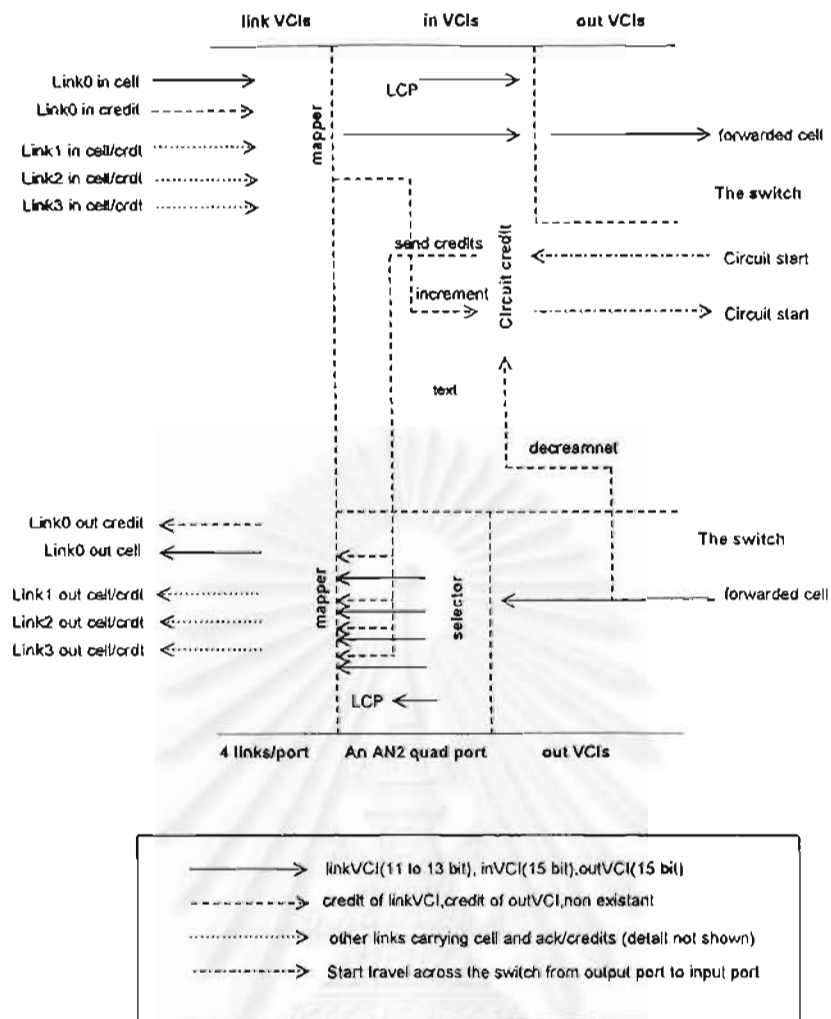 link VCIs in VCIs out VCIs
Link0 in cell
Link0 in credit
Link1 in cell/crdt
Link2 in cell/crdt
Link3 in cell/crdt
mapper
LCP
forwarded cell
The switch
send credits
increment
Circuit credit
Circuit start
Circuit start
text
decreamnet
Link0 out credit
Link0 out cell
Link1 out cell/crdt
Link2 out cell/crdt
Link3 out cell/crdt
mapper
selector
LCP
The switch
forwarded cell
4 links/port An AN2 quad port out VCIs
linkVCI(11 to 13 bit), inVCI(15 bit).outVCI(15 bit)
credit of linkVCI,credit of outVCI,non existant
other links carrying cell and ack/credits (detail not shown)
Start travel across the switch from output port to input port